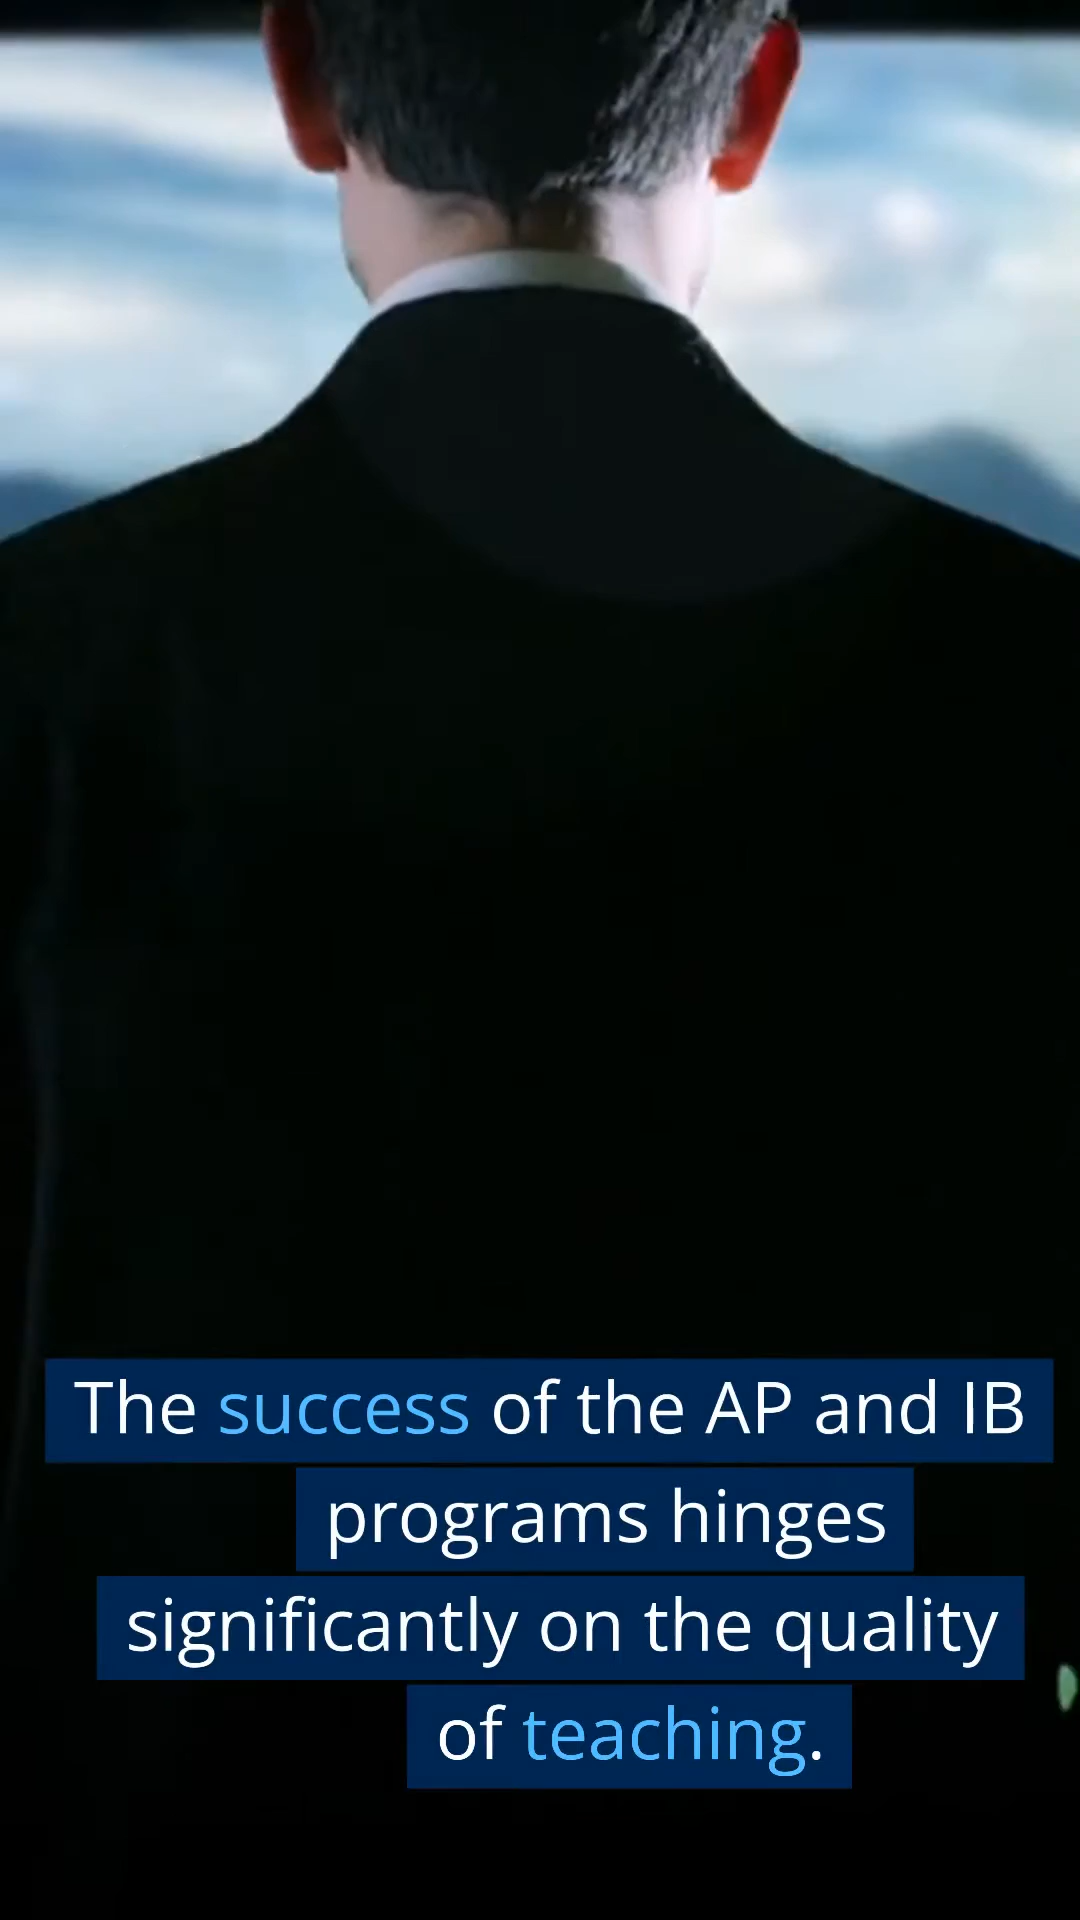 The success of the AP and IB
programs hinges
significantly on the quality
of teaching.